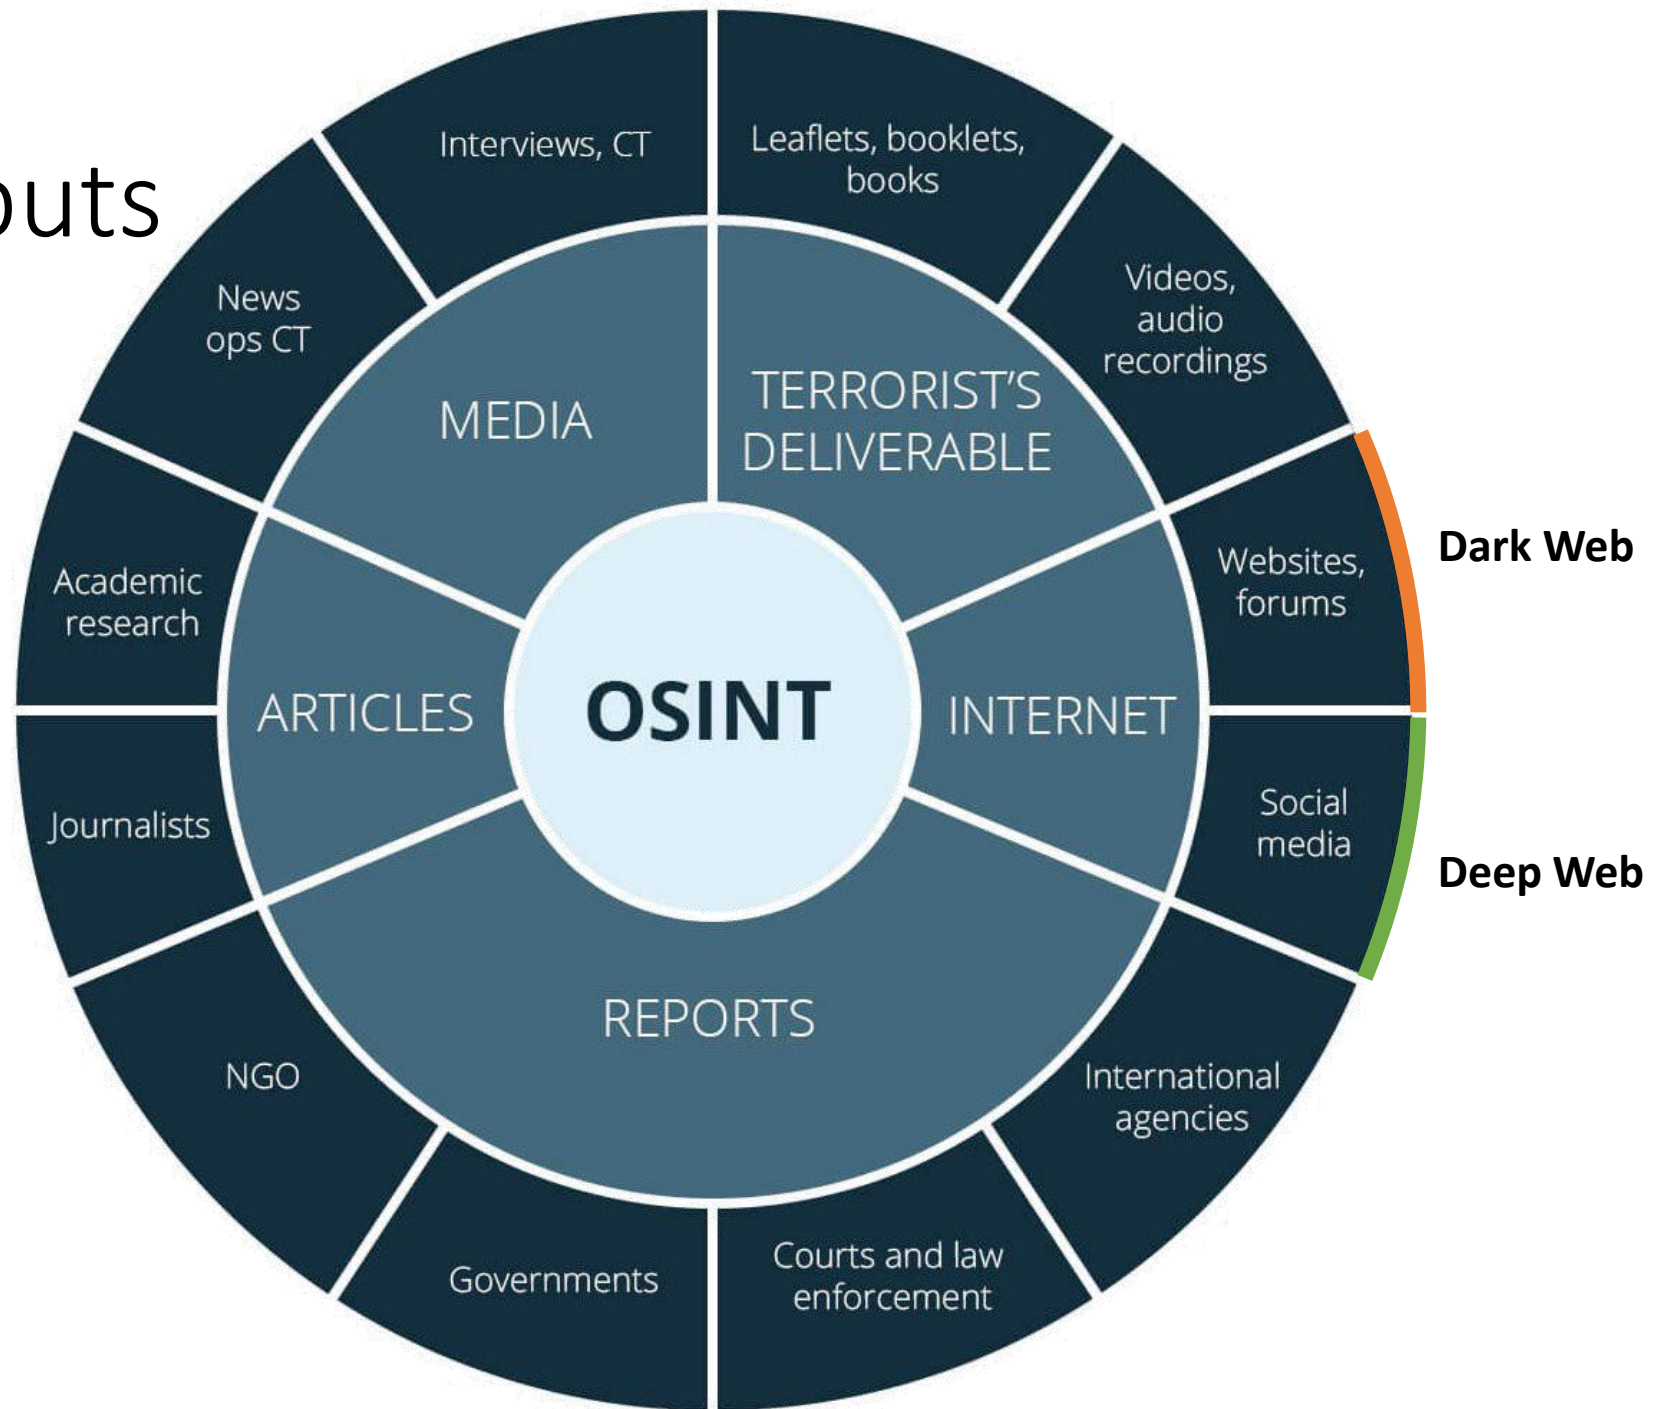 Interviews, CT
Leaflets, booklets,
books
News
ops CT
Videos,
audio
recordings
MEDIA
TERRORIST’S
DELIVERABLE
Academic
research
Websites,
forums
Dark Web
ARTICLES
OSINT
INTERNET
Journalists
Social
media
Deep Web
REPORTS
NGO
International
agencies
Governments
Courts and law
enforcement